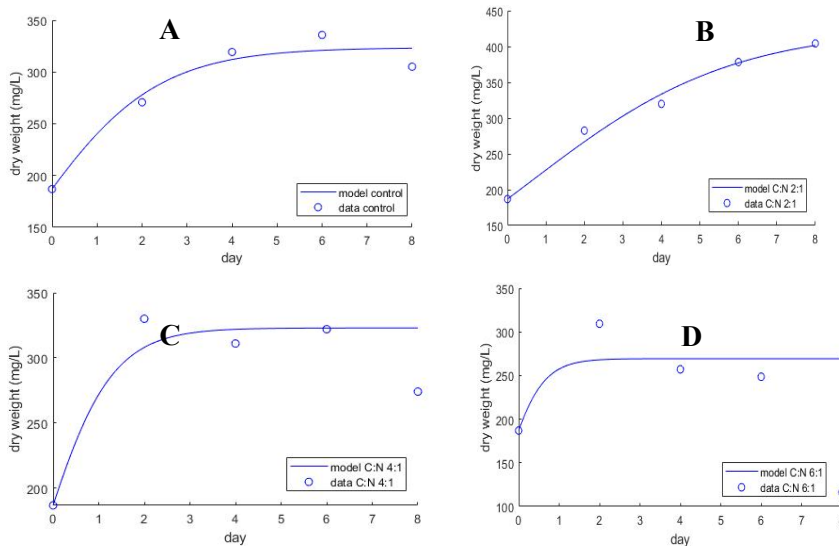 A
350
300
250
200
150
0 1 2 3 4 5 6 7 8
dry weight (mg/L)
day
model control
data control
B
450
400
350
300
250
200
150
0 1 2 3 4 5 6 7 8
dry weight (mg/L)
day
model C:N 2:1
data C:N 2:1
C
350
300
250
200
0 1 2 3 4 5 6 7 8
dry weight (mg/L)
day
model C:N 4:1
data C:N 4:1
D
350
300
250
200
150
100
0 1 2 3 4 5 6 7 8
dry weight (mg/L)
day
model C:N 6:1
data C:N 6:1